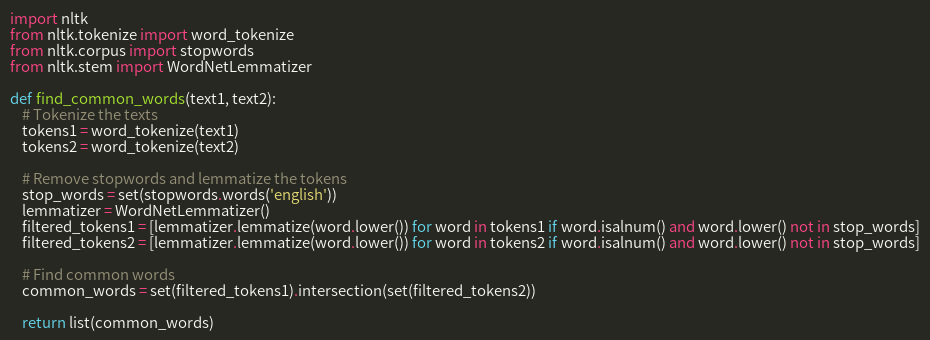 import nltk
from nltk.tokenize import word_tokenize
from nltk.corpus import stopwords
from nltk.stem import WordNetLemmatizer

def find_common_words(text1, text2):
    # Tokenize the texts
    tokens1 = word_tokenize(text1)
    tokens2 = word_tokenize(text2)

    # Remove stopwords and lemmatize the tokens
    stop_words = set(stopwords.words('english'))
    lemmatizer = WordNetLemmatizer()
    filtered_tokens1 = [lemmatizer.lemmatize(word.lower()) for word in tokens1 if word.isalnum() and word.lower() not in stop_words]
    filtered_tokens2 = [lemmatizer.lemmatize(word.lower()) for word in tokens2 if word.isalnum() and word.lower() not in stop_words]

    # Find common words
    common_words = set(filtered_tokens1).intersection(set(filtered_tokens2))

    return list(common_words)